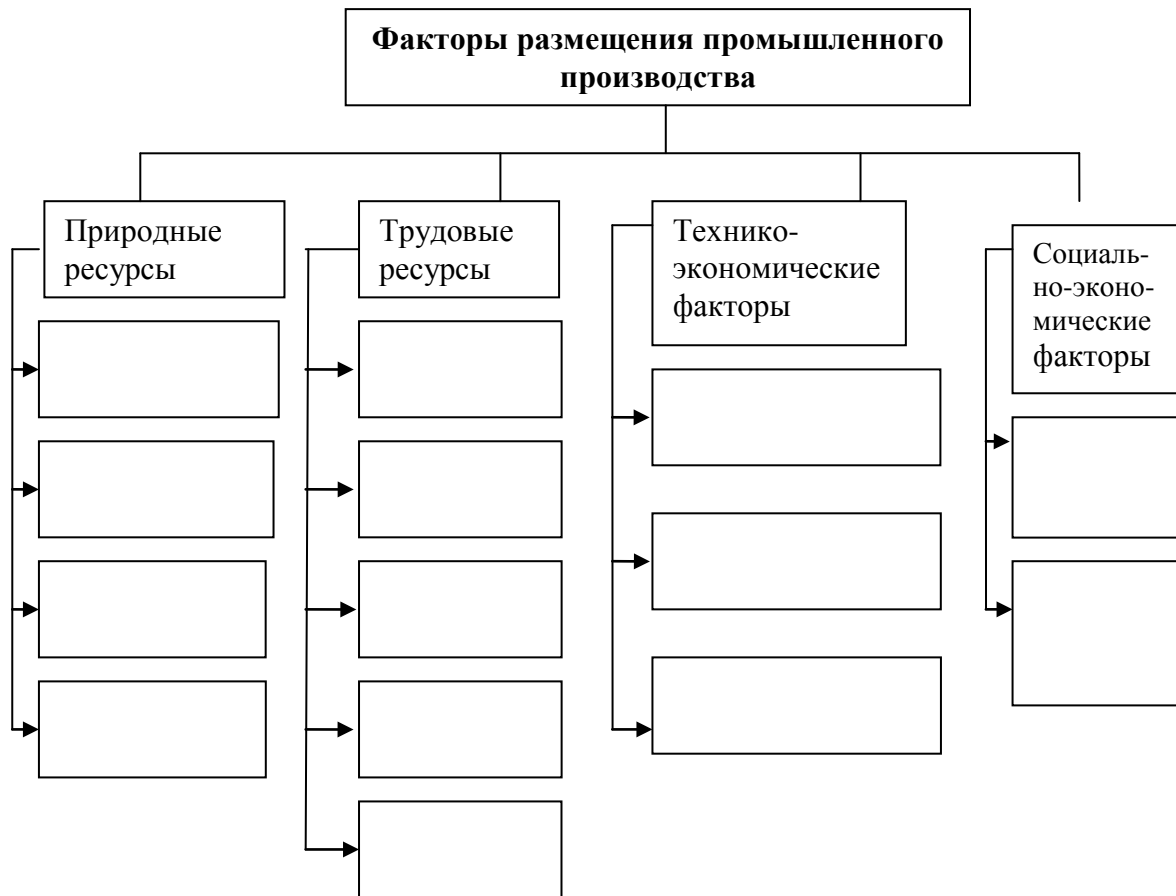 Факторы размещения промышленного
производства
Природные
ресурсы
Трудовые
ресурсы
Технико-
экономические
факторы
Социаль-
но-эконо-
мические
факторы